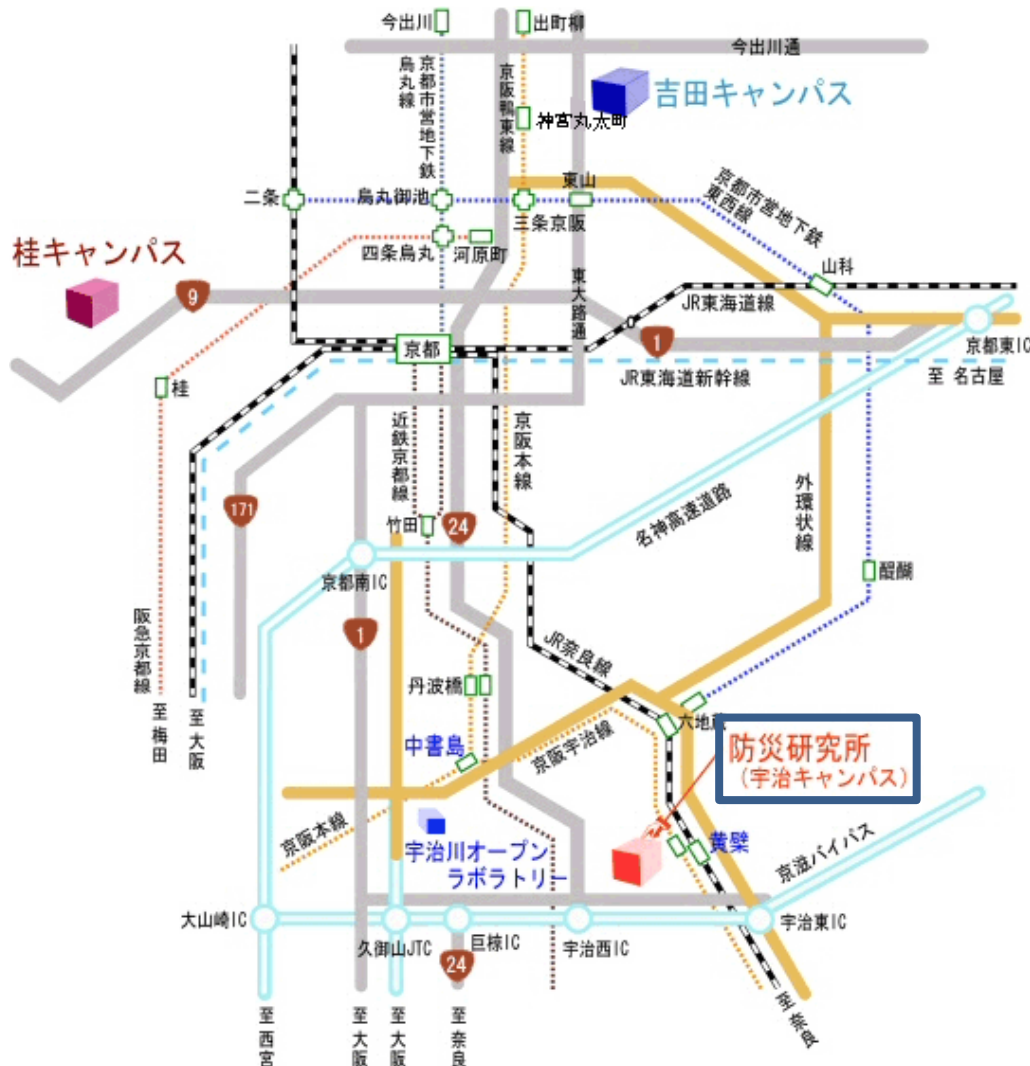 今出川
出町柳
今出川通
京都市営地下鉄
烏丸線
京阪鴨東線
吉田キャンパス
神宮丸太町
二条
烏丸御池
東山
三条京阪
京都市営地下鉄
東西線
桂キャンパス
四条烏丸
河原町
山科
9
東大路通
JR東海道線
京都
1
京都東IC
JR東海道新幹線
至 名古屋
桂
近鉄京都線
京阪本線
外環状線
171
竹田
24
名神高速道路
京都南IC
醍醐
阪急京都線
1
JR奈良線
至 梅田
至 大阪
丹波橋
六地蔵
中書島
京阪宇治線
防災研究所
(宇治キャンパス)
京阪本線
宇治川オープン
ラボラトリー
黄檗
京滋バイパス
大山崎IC
久御山JTC
巨椋IC
宇治西IC
宇治東IC
24
至 西宮
至 大阪
至 大阪
至 奈良
至 奈良